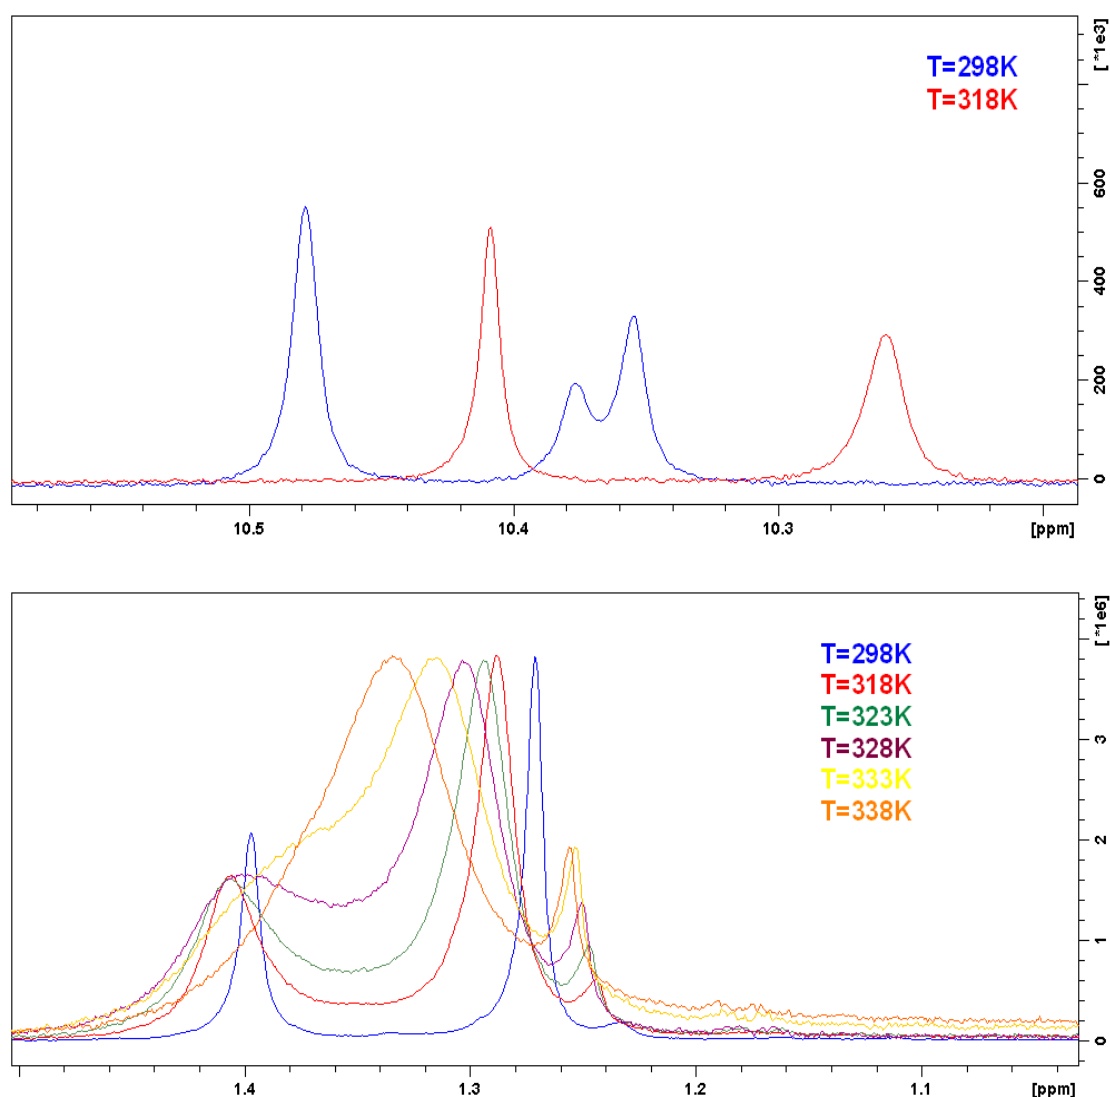 [ *1e3]
T=298K
T=318K
600
400
200
0
10.5 10.4 10.3 [ppm]
[ *1e6]
T=298K
T=318K
T=323K
T=328K
T=333K
T=338K
3
2
1
0
1.4 1.3 1.2 1.1 [ppm]